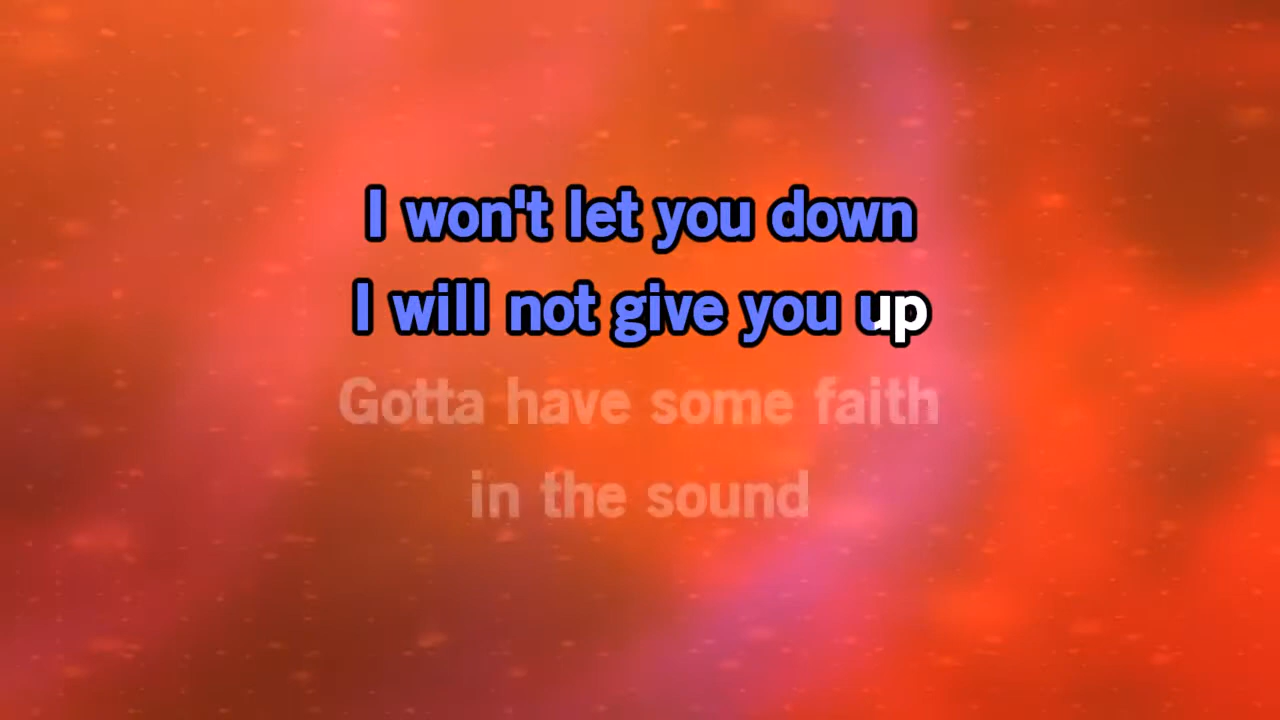 I won't let you down
I will not give you up
Gotta have some faith
in the sound